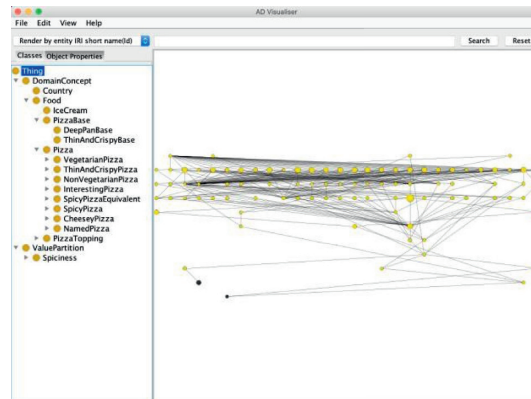 AD Visualiser
File Edit View Help
Render by entity IRI short name(Id) Search Reset
Classes Object Properties
Thing
DomainConcept
Country
Food
IceCream
PizzaBase
DeepPanBase
ThinAndCrispyBase
Pizza
VegetarianPizza
ThinAndCrispyPizza
NonVegetarianPizza
InterestingPizza
SpicyPizzaEquivalent
SpicyPizza
CheeseyPizza
NamedPizza
PizzaTopping
ValuePartition
Spiciness